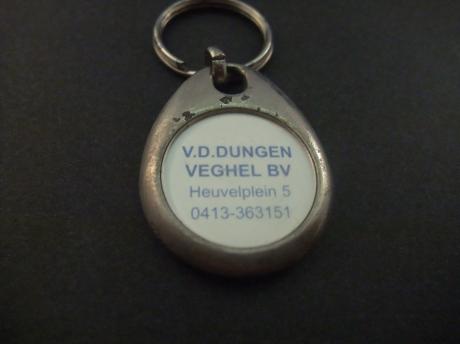 V.D.DUNGEN
VEGHEL BV
Heuvelplein 5
0413-363151